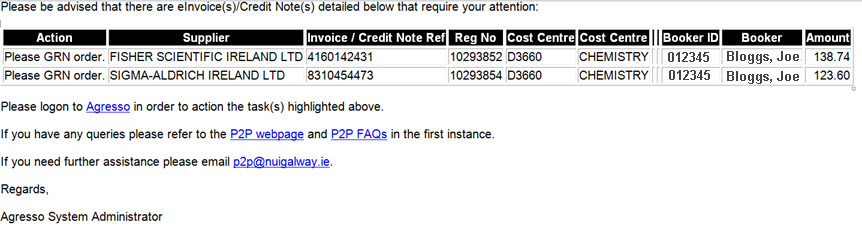 Please be advised that there are eInvoice(s)/Credit Note(s) detailed below that require your attention:
Action Supplier Invoice / Credit Note Ref Reg No Cost Centre Cost Centre Booker ID Booker Amount
Please GRN order. FISHER SCIENTIFIC IRELAND LTD 4160142431 10293852 D3660 CHEMISTRY 012345 Bloggs, Joe 138.74
Please GRN order. SIGMA-ALDRICH IRELAND LTD 8310454473 10293854 D3660 CHEMISTRY 012345 Bloggs, Joe 123.60
Please logon to Agresso in order to action the task(s) highlighted above.
If you have any queries please refer to the P2P webpage and P2P FAQs in the first instance.
If you need further assistance please email p2p@nuigalway.ie.
Regards,
Agresso System Administrator